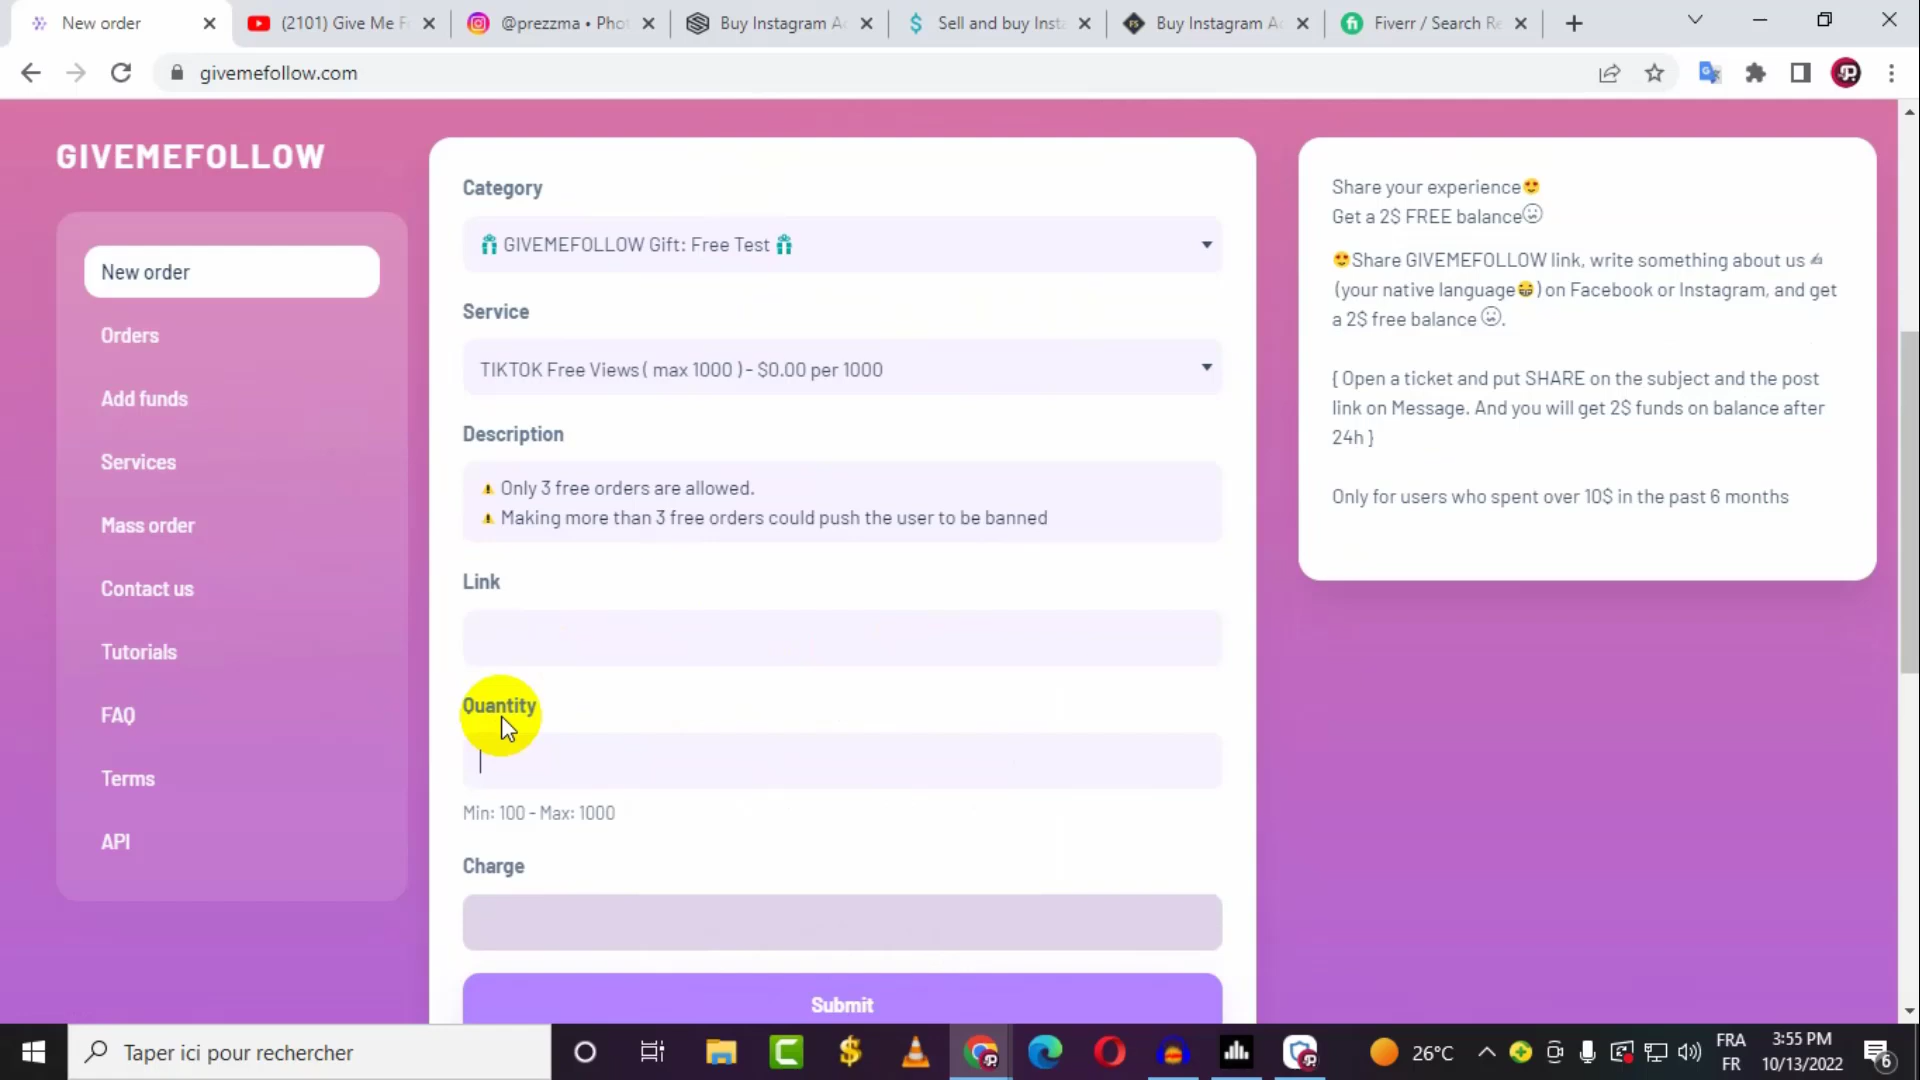 New order
(2101) Give Me F
@prezzma • Phot
Buy Instagram Ac
Sell and buy Insta
Buy Instagram Ac
Fiverr / Search Re
givemefollow.com
GIVEMEFOLLOW
New order
Orders
Add funds
Services
Mass order
Contact us
Tutorials
FAQ
Terms
API
Category
GIVEMEFOLLOW Gift: Free Test
Service
TIKTOK Free Views ( max 1000 ) - $0.00 per 1000
Description
Only 3 free orders are allowed.
Making more than 3 free orders could push the user to be banned
Link
Quantity
Min: 100 - Max: 1000
Charge
Submit
Share your experience😍
Get a 2$ FREE balance
😍Share GIVEMEFOLLOW link, write something about us ✍
(your native language😁) on Facebook or Instagram, and get
a 2$ free balance .
{ Open a ticket and put SHARE on the subject and the post
link on Message. And you will get 2$ funds on balance after
24h }
Only for users who spent over 10$ in the past 6 months
Taper ici pour rechercher
26°C
FRA
FR
3:55 PM
10/13/2022
6